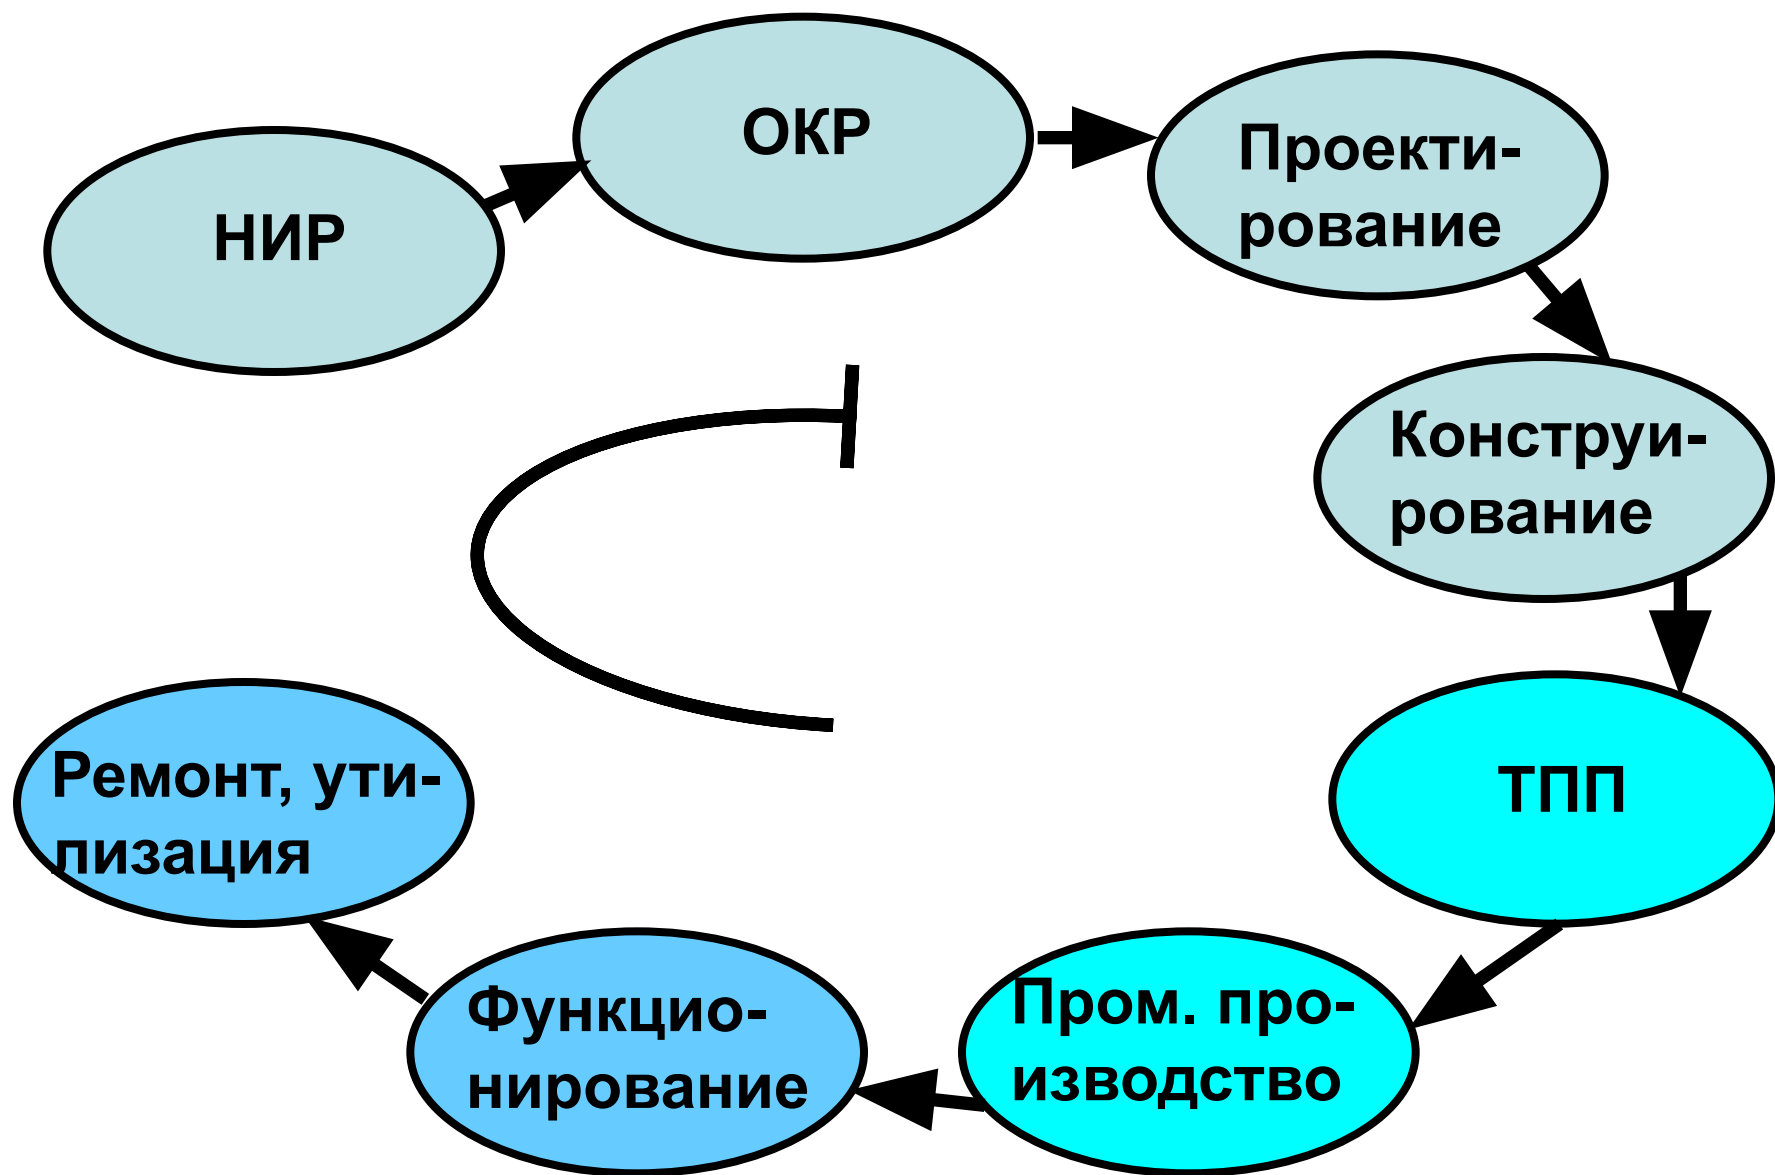 НИР
ОКР
Проекти-
рование
Конструи-
рование
ТПП
Пром. про-
изводство
Функцио-
нирование
Ремонт, ути-
лизация